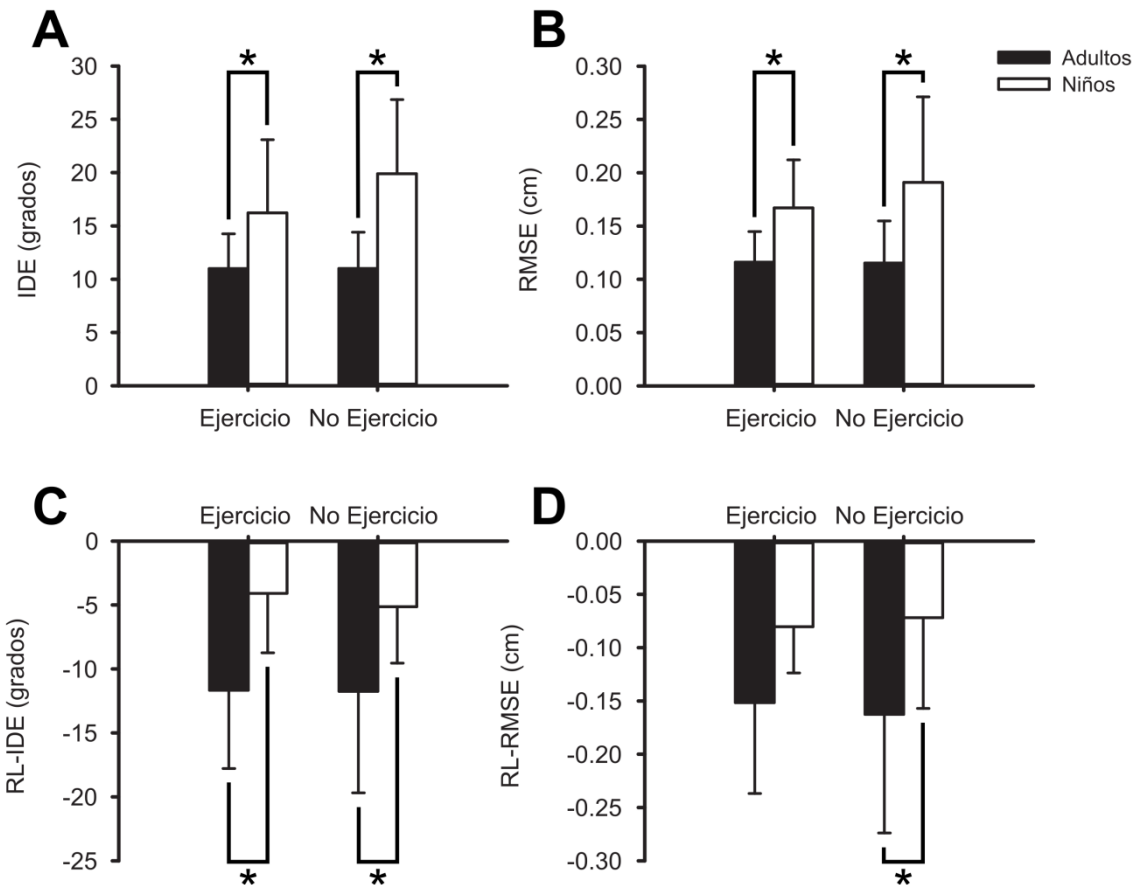 A
IDE (grados)
30
25
20
15
10
5
0
*
*
Ejercicio
No Ejercicio
B
RMSE (cm)
0.30
0.25
0.20
0.15
0.10
0.05
0.00
*
*
Ejercicio
No Ejercicio
Adultos
Niños
C
Ejercicio
No Ejercicio
RL-IDE (grados)
0
-5
-10
-15
-20
-25
*
*
D
Ejercicio
No Ejercicio
RL-RMSE (cm)
0.00
-0.05
-0.10
-0.15
-0.20
-0.25
-0.30
*